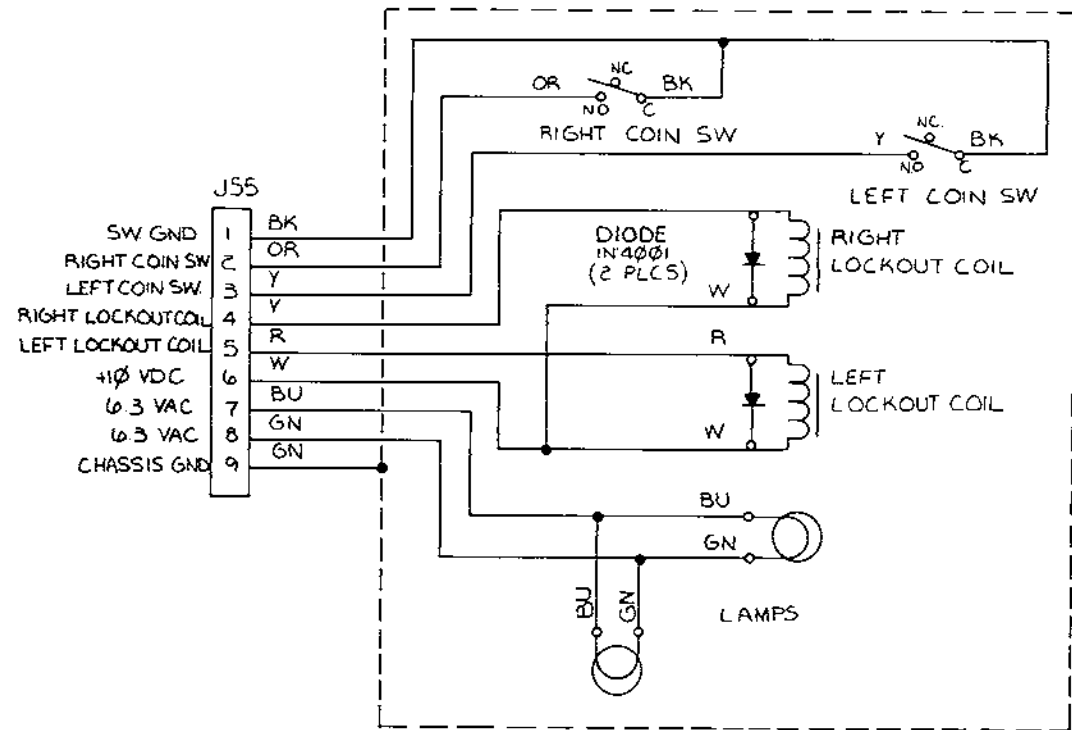 NC
OR
BK
NO
C
RIGHT COIN SW
NC.
Y
BK
NO
C
LEFT COIN SW
J55
SW. GND 1 BK
RIGHT COIN SW 2 OR
LEFT COIN SW. 3 Y
RIGHT LOCKOUT COIL 4 Y
LEFT LOCKOUT COIL 5 R
+1Ø VDC 6 W
6.3 VAC 7 BU
6.3 VAC 8 GN
CHASSIS GND 9 GN
DIODE
IN4ØØ1
(2 PLCS)
W
RIGHT
LOCKOUT COIL
R
W
LEFT
LOCKOUT COIL
BU
GN
BU
GN
LAMPS